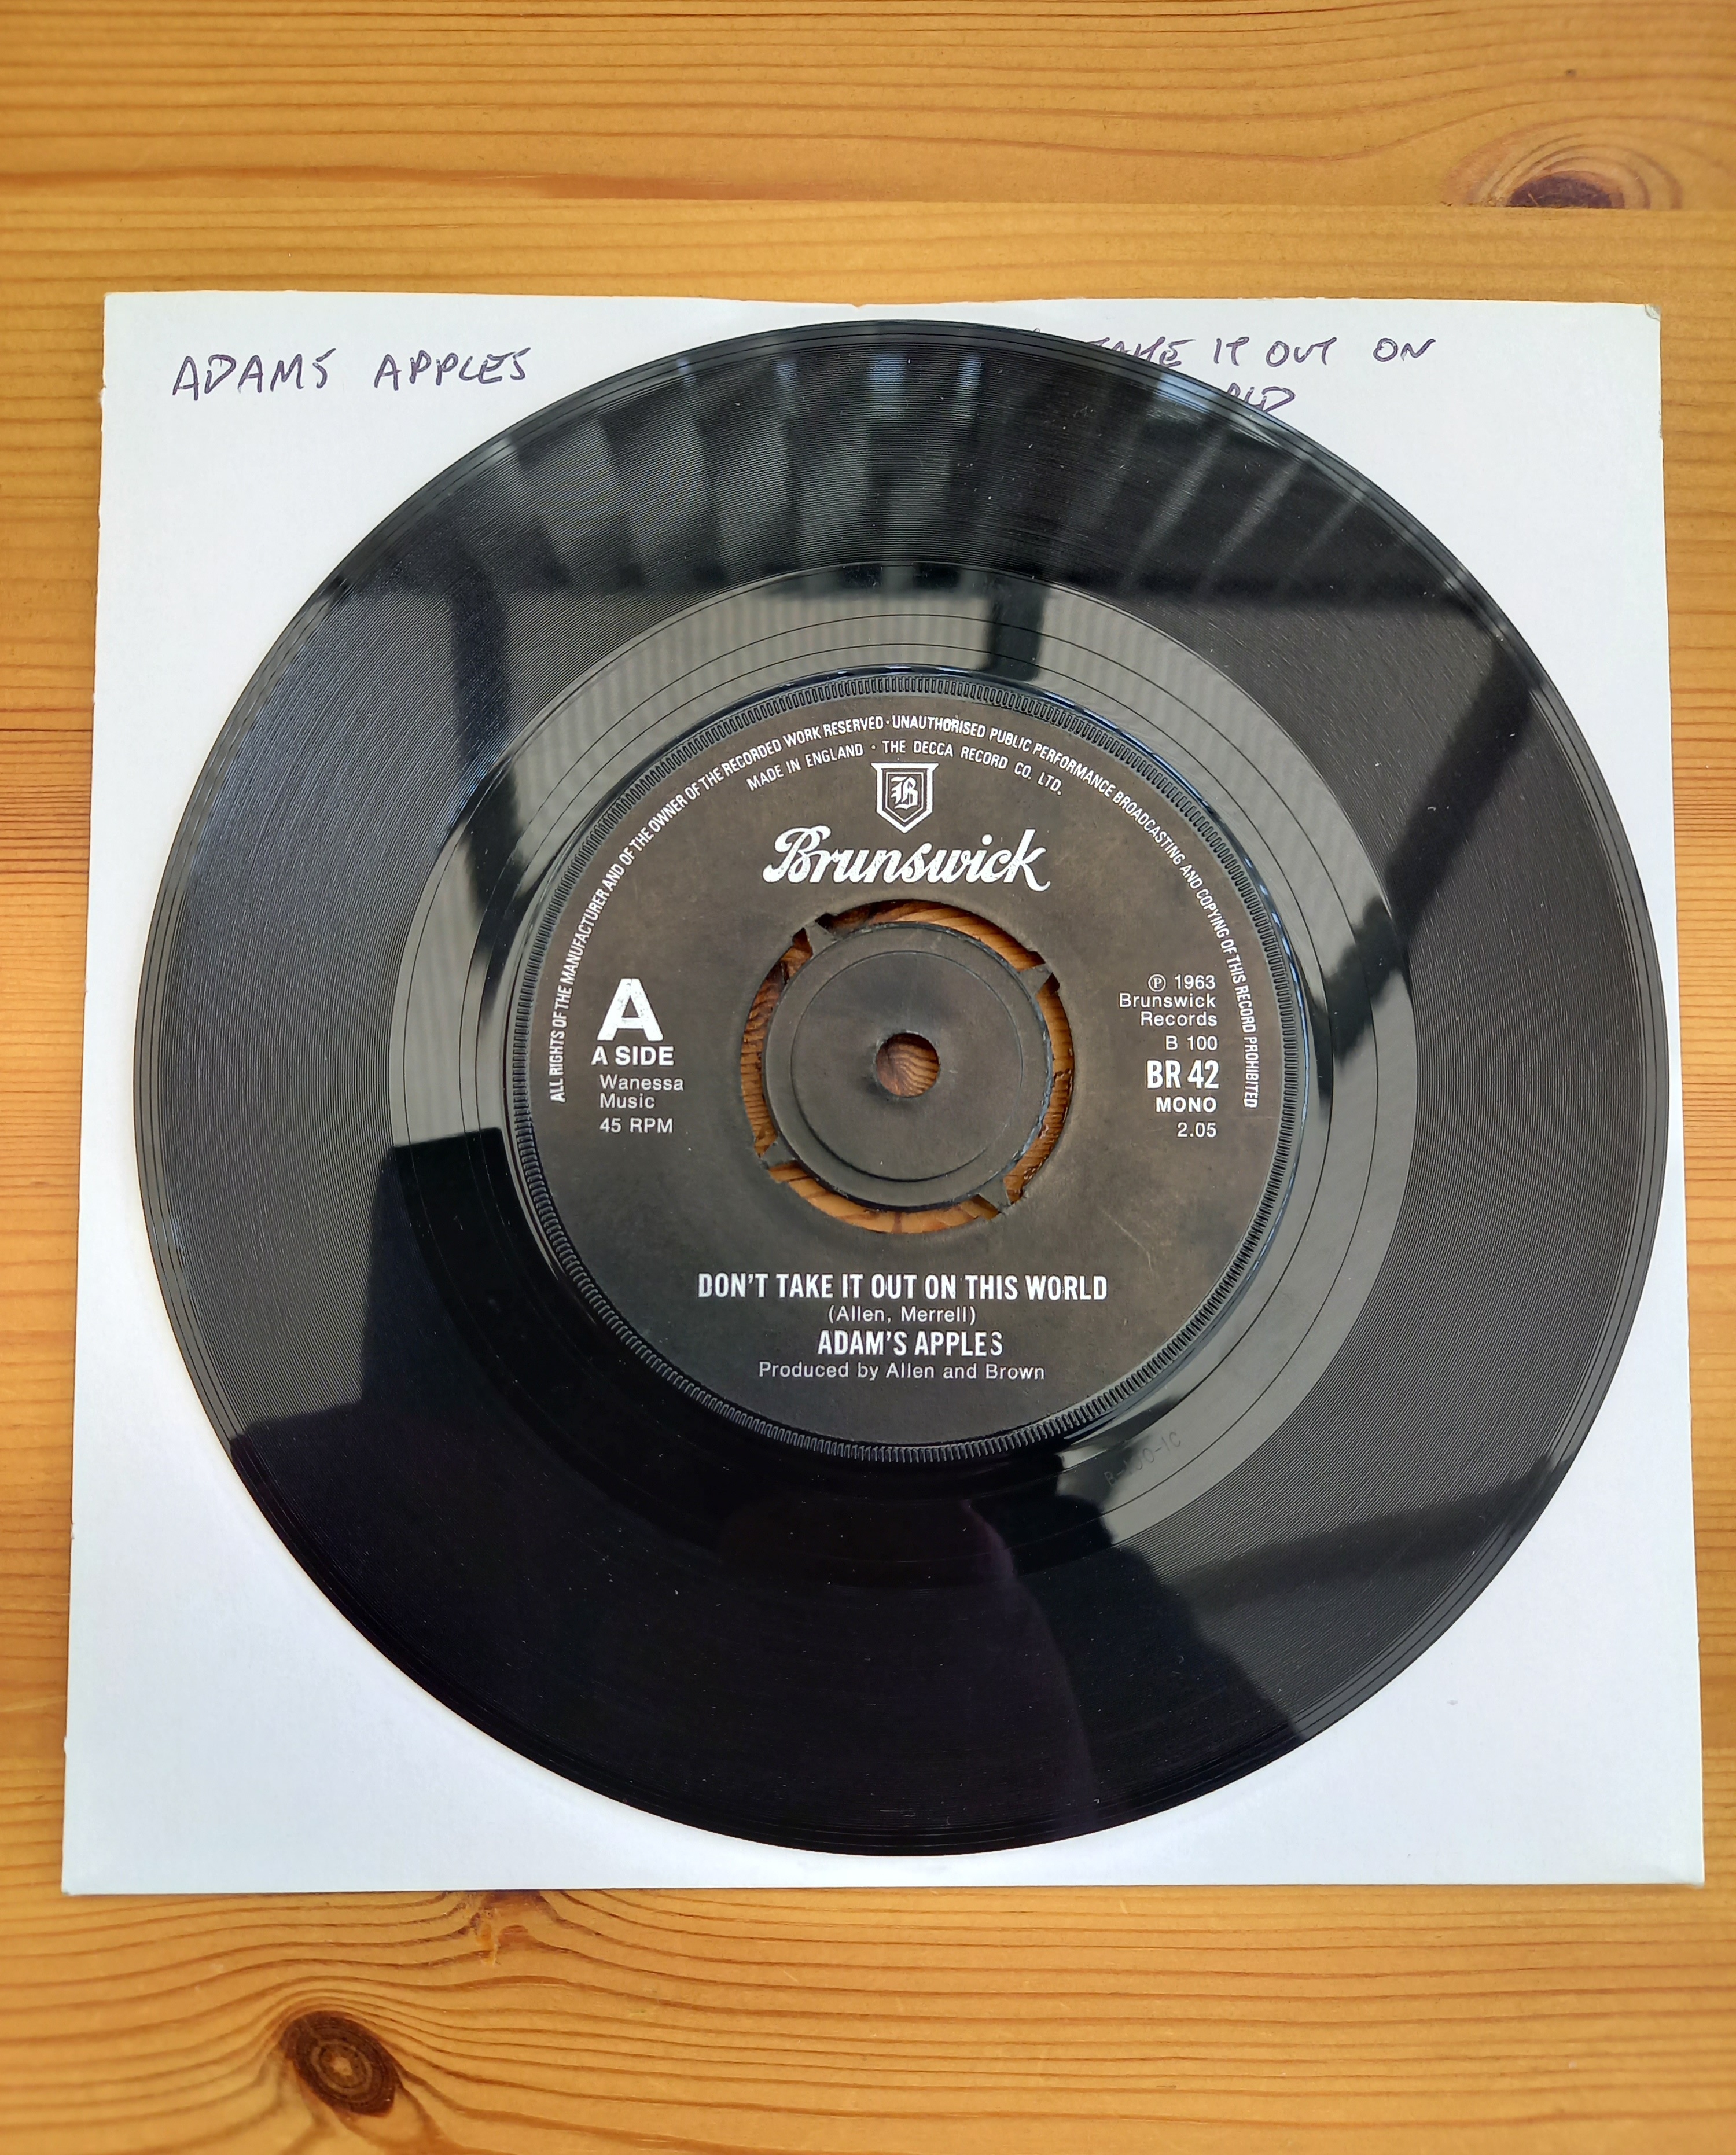 ADAMS APPLES
TAKE IT OUT ON
ALL RIGHTS OF THE MANUFACTURER AND OF THE OWNER OF THE RECORDED WORK RESERVED · UNAUTHORISED PUBLIC PERFORMANCE BROADCASTING AND COPYING OF THIS RECORD PROHIBITED
MADE IN ENGLAND · THE DECCA RECORD CO. LTD.
B
Brunswick
A
A SIDE
Wanessa
Music
45 RPM
℗ 1963
Brunswick
Records
B 100
BR 42
MONO
2.05
DON'T TAKE IT OUT ON THIS WORLD
(Allen, Merrell)
ADAM'S APPLES
Produced by Allen and Brown
B-100-1C